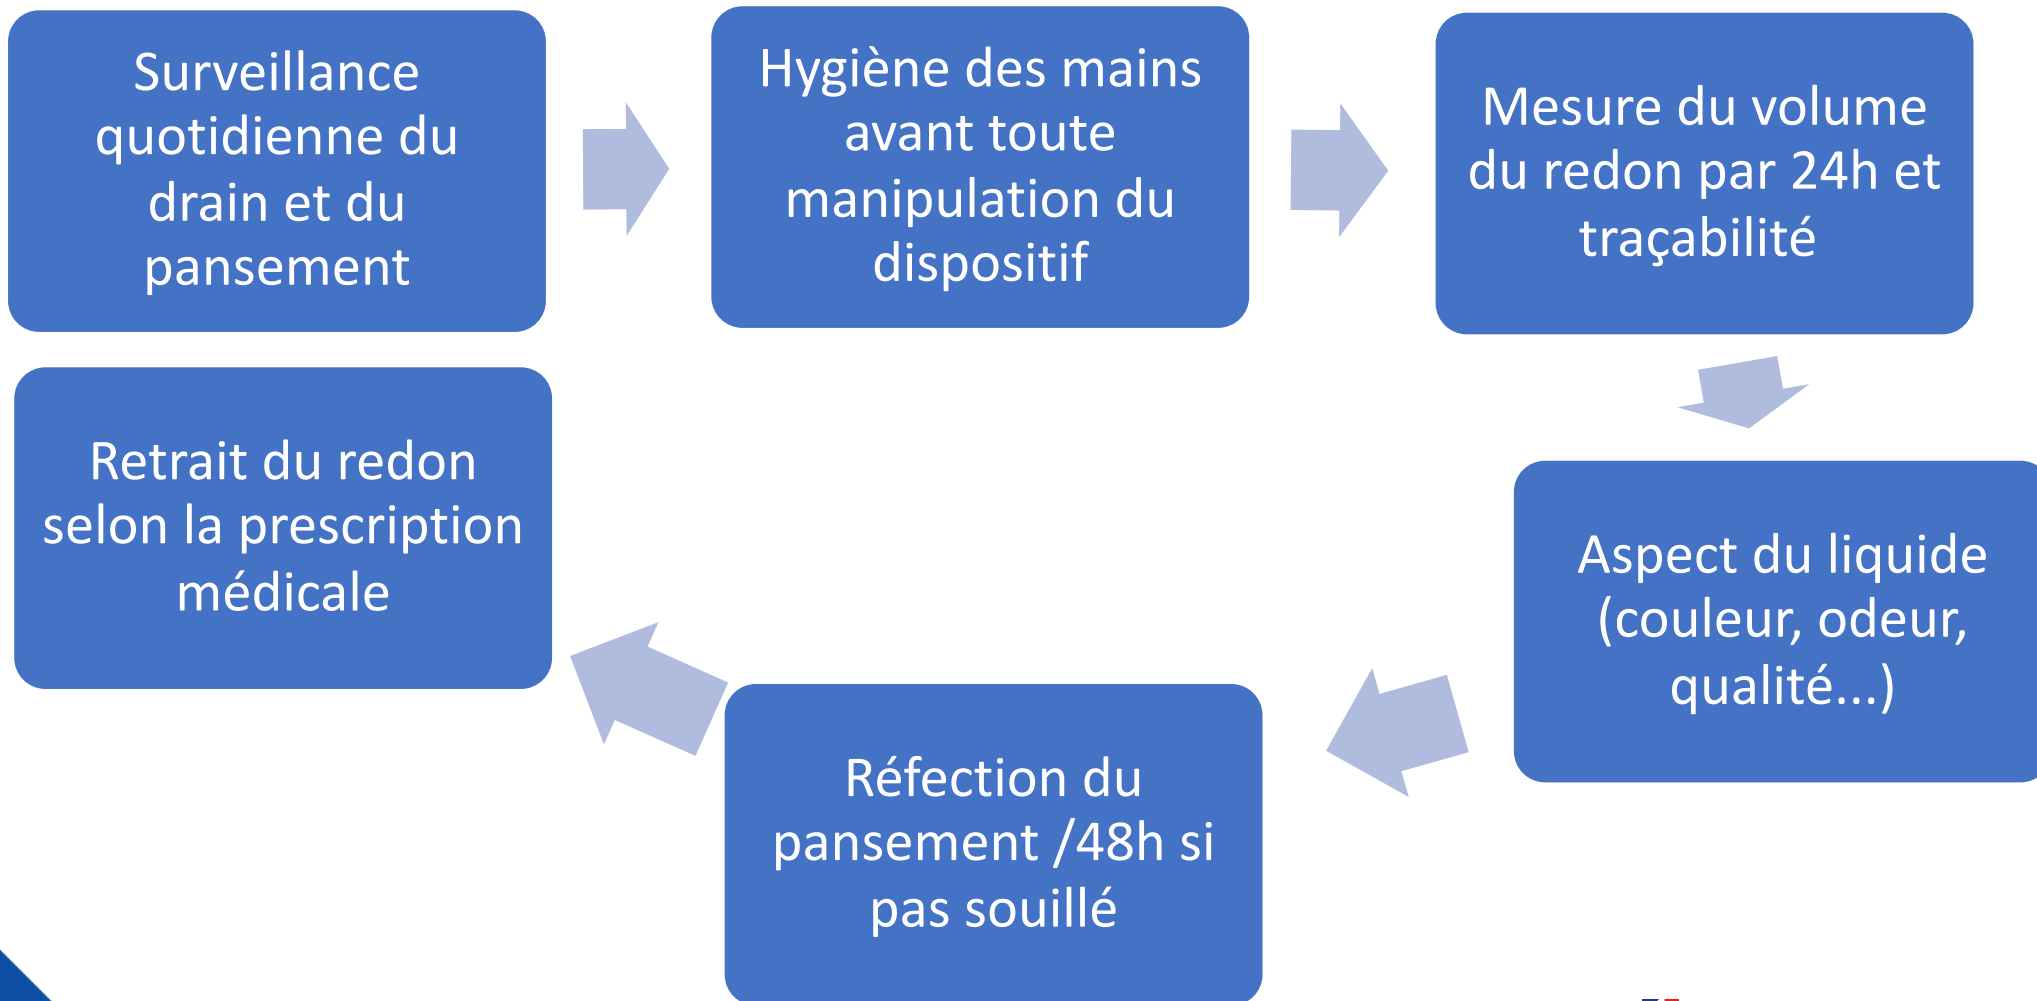 Surveillance
quotidienne du
drain et du
pansement
Hygiène des mains
avant toute
manipulation du
dispositif
Mesure du volume
du redon par 24h et
traçabilité
Aspect du liquide
(couleur, odeur,
qualité...)
Réfection du
pansement /48h si
pas souillé
Retrait du redon
selon la prescription
médicale